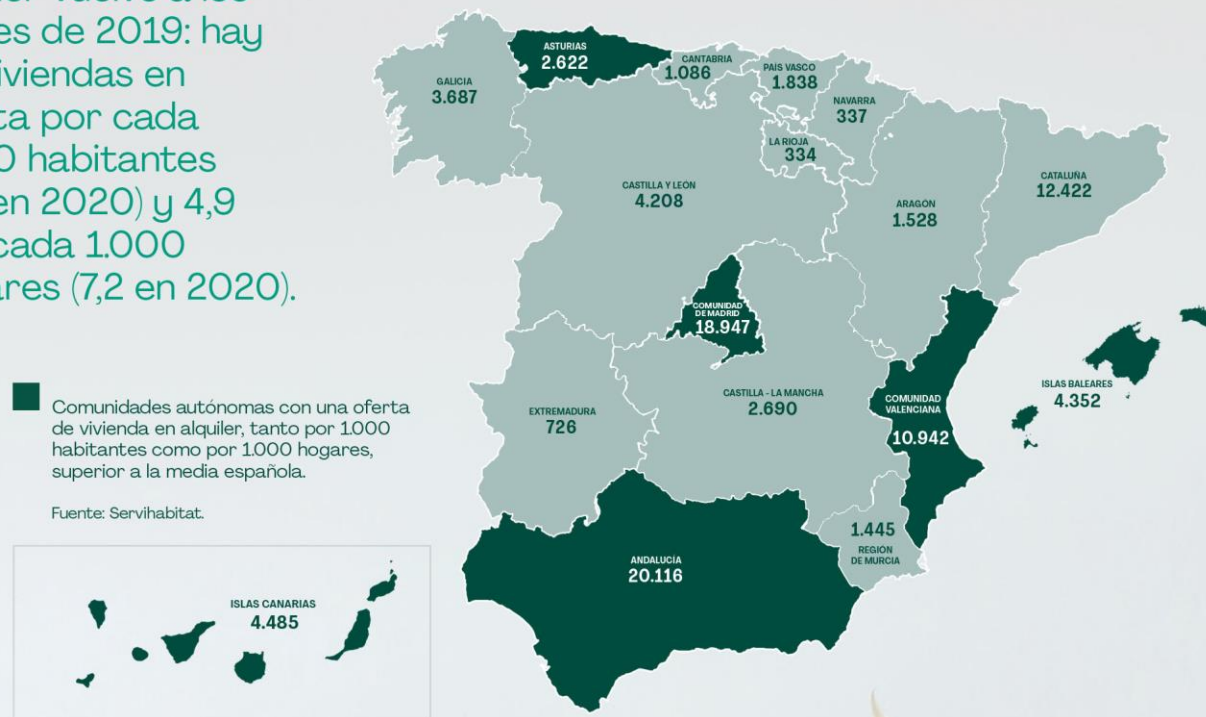 es de 2019: hay
viviendas en
ta por cada
0 habitantes
en 2020) y 4,9
cada 1.000
ares (7,2 en 2020).
ASTURIAS
2.622
CANTABRIA
1.086
PAÍS VASCO
1.838
GALICIA
3.687
NAVARRA
337
LA RIOJA
334
CASTILLA Y LEÓN
4.208
CATALUÑA
12.422
ARAGÓN
1.528
COMUNIDAD
DE MADRID
18.947
ISLAS BALEARES
4.352
CASTILLA - LA MANCHA
2.690
COMUNIDAD
VALENCIANA
10.942
EXTREMADURA
726
Comunidades autónomas con una oferta
de vivienda en alquiler, tanto por 1.000
habitantes como por 1.000 hogares,
superior a la media española.
Fuente: Servihabitat.
1.445
REGIÓN
DE MURCIA
ANDALUCÍA
20.116
ISLAS CANARIAS
4.485